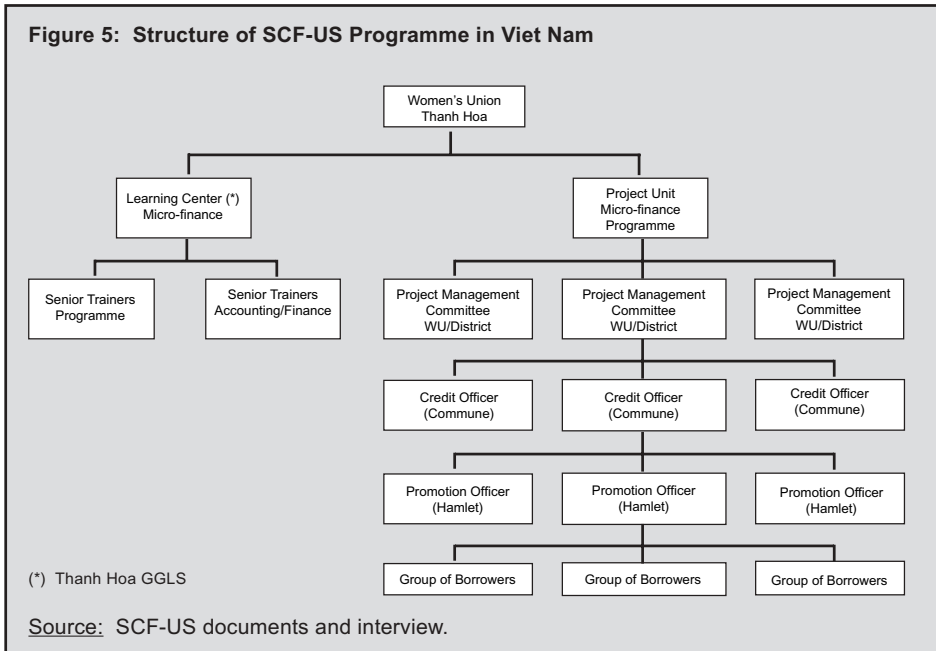 Figure 5: Structure of SCF-US Programme in Viet Nam
Women's Union
Thanh Hoa
Learning Center (*)
Micro-finance
Project Unit
Micro-finance
Programme
Senior Trainers
Programme
Senior Trainers
Accounting/Finance
Project Management
Committee
WU/District
Project Management
Committee
WU/District
Project Management
Committee
WU/District
Credit Officer
(Commune)
Credit Officer
(Commune)
Credit Officer
(Commune)
Promotion Officer
(Hamlet)
Promotion Officer
(Hamlet)
Promotion Officer
(Hamlet)
Group of Borrowers
Group of Borrowers
Group of Borrowers
(*) Thanh Hoa GGLS
Source: SCF-US documents and interview.